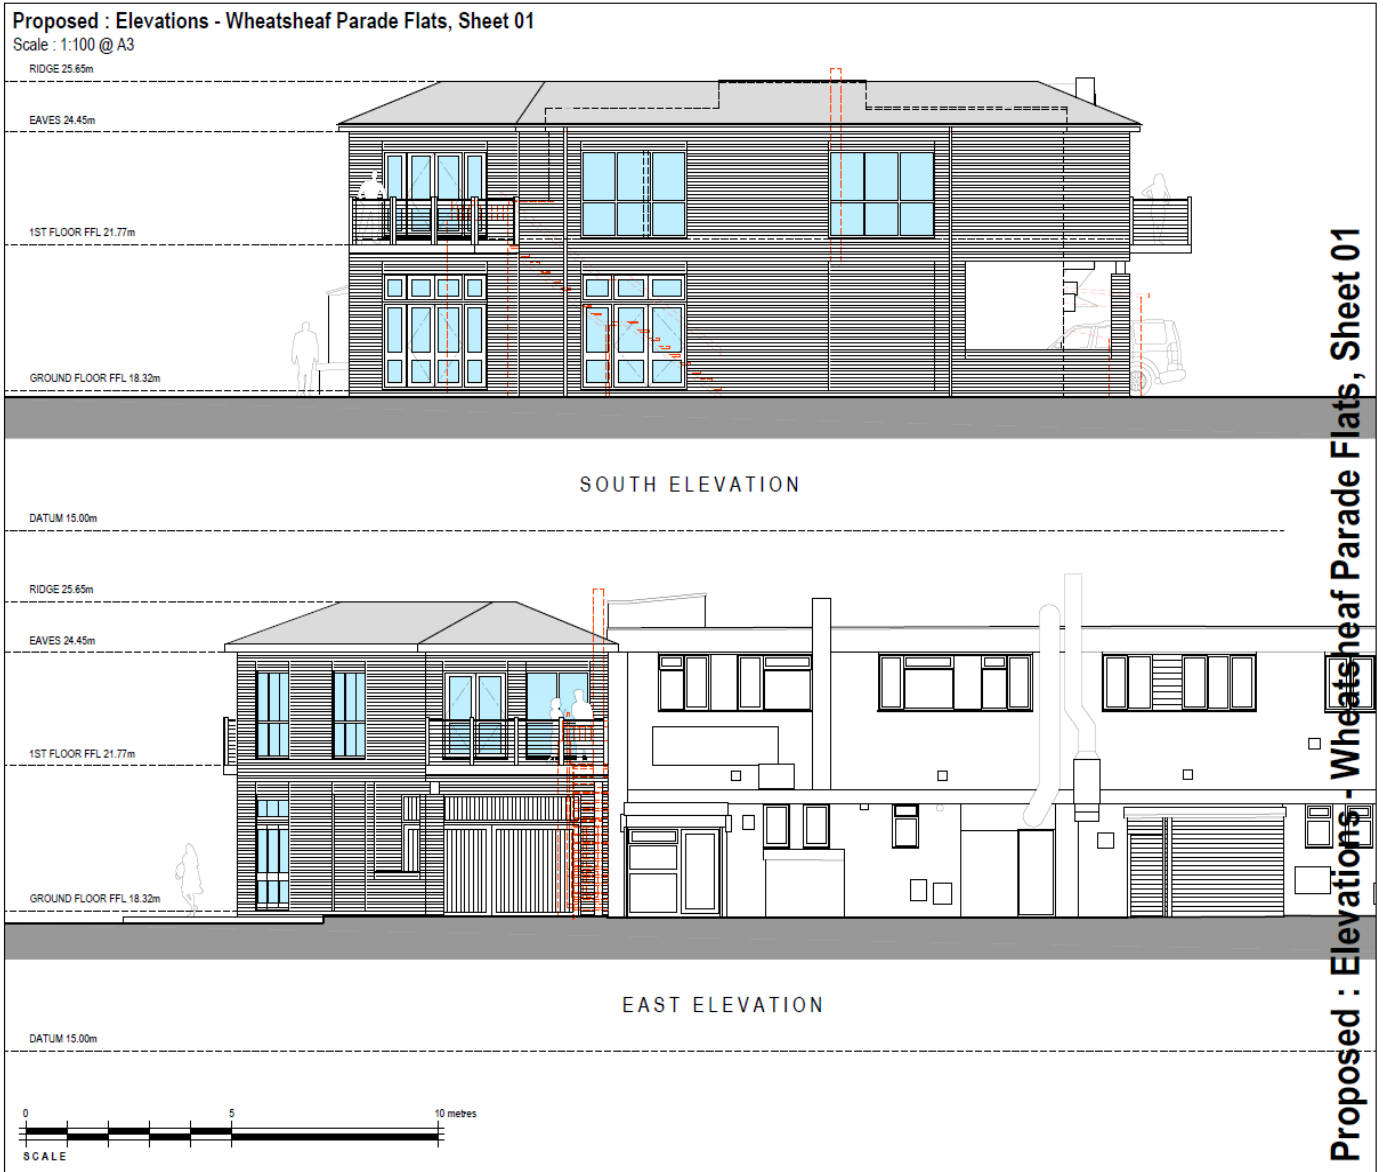 Proposed : Elevations - Wheatsheaf Parade Flats, Sheet 01
Scale : 1:100 @ A3
RIDGE 25.65m
EAVES 24.45m
1ST FLOOR FFL 21.77m
GROUND FLOOR FFL 18.32m
SOUTH ELEVATION
DATUM 15.00m
RIDGE 25.65m
EAVES 24.45m
1ST FLOOR FFL 21.77m
GROUND FLOOR FFL 18.32m
EAST ELEVATION
DATUM 15.00m
0 5 10 metres
SCALE
Proposed : Elevations - Wheatsheaf Parade Flats, Sheet 01